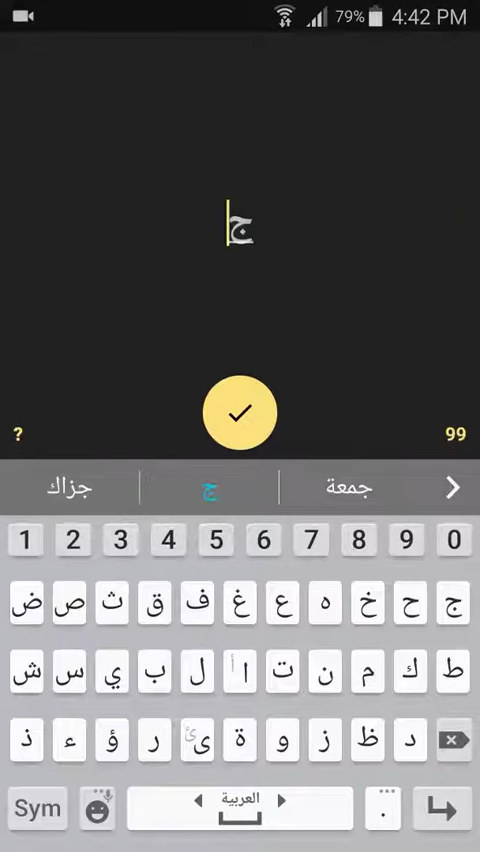 79% 4:42 PM
ج
? 99
جزاك ج جمعة
1 2 3 4 5 6 7 8 9 0
ض ص ث ق ف غ ع ه خ ح ج
ش س ي ب ل ا أ ت ن م ك ط
ذ ء ؤ ر ى ئ ة و ز ظ د
Sym العربية .